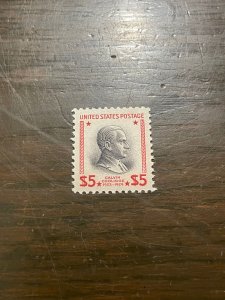 UNITED STATES POSTAGE
$5 CALVIN $5
COOLIDGE
1923-1929